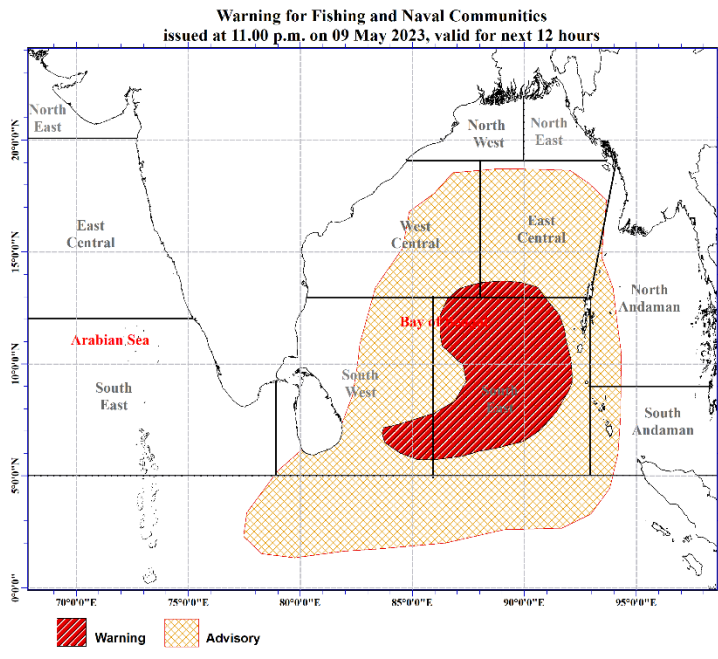 Warning for Fishing and Naval Communities
issued at 11.00 p.m. on 09 May 2023, valid for next 12 hours
North
East
North
West
North
East
East
Central
West
Central
East
Central
North
Andaman
Arabian Sea
Bay of
South
East
South
West
South
East
South
Andaman
20°0'0"N
15°0'0"N
10°0'0"N
5°0'0"N
0°0'0"
70°0'0"E
75°0'0"E
80°0'0"E
85°0'0"E
90°0'0"E
95°0'0"E
Warning
Advisory